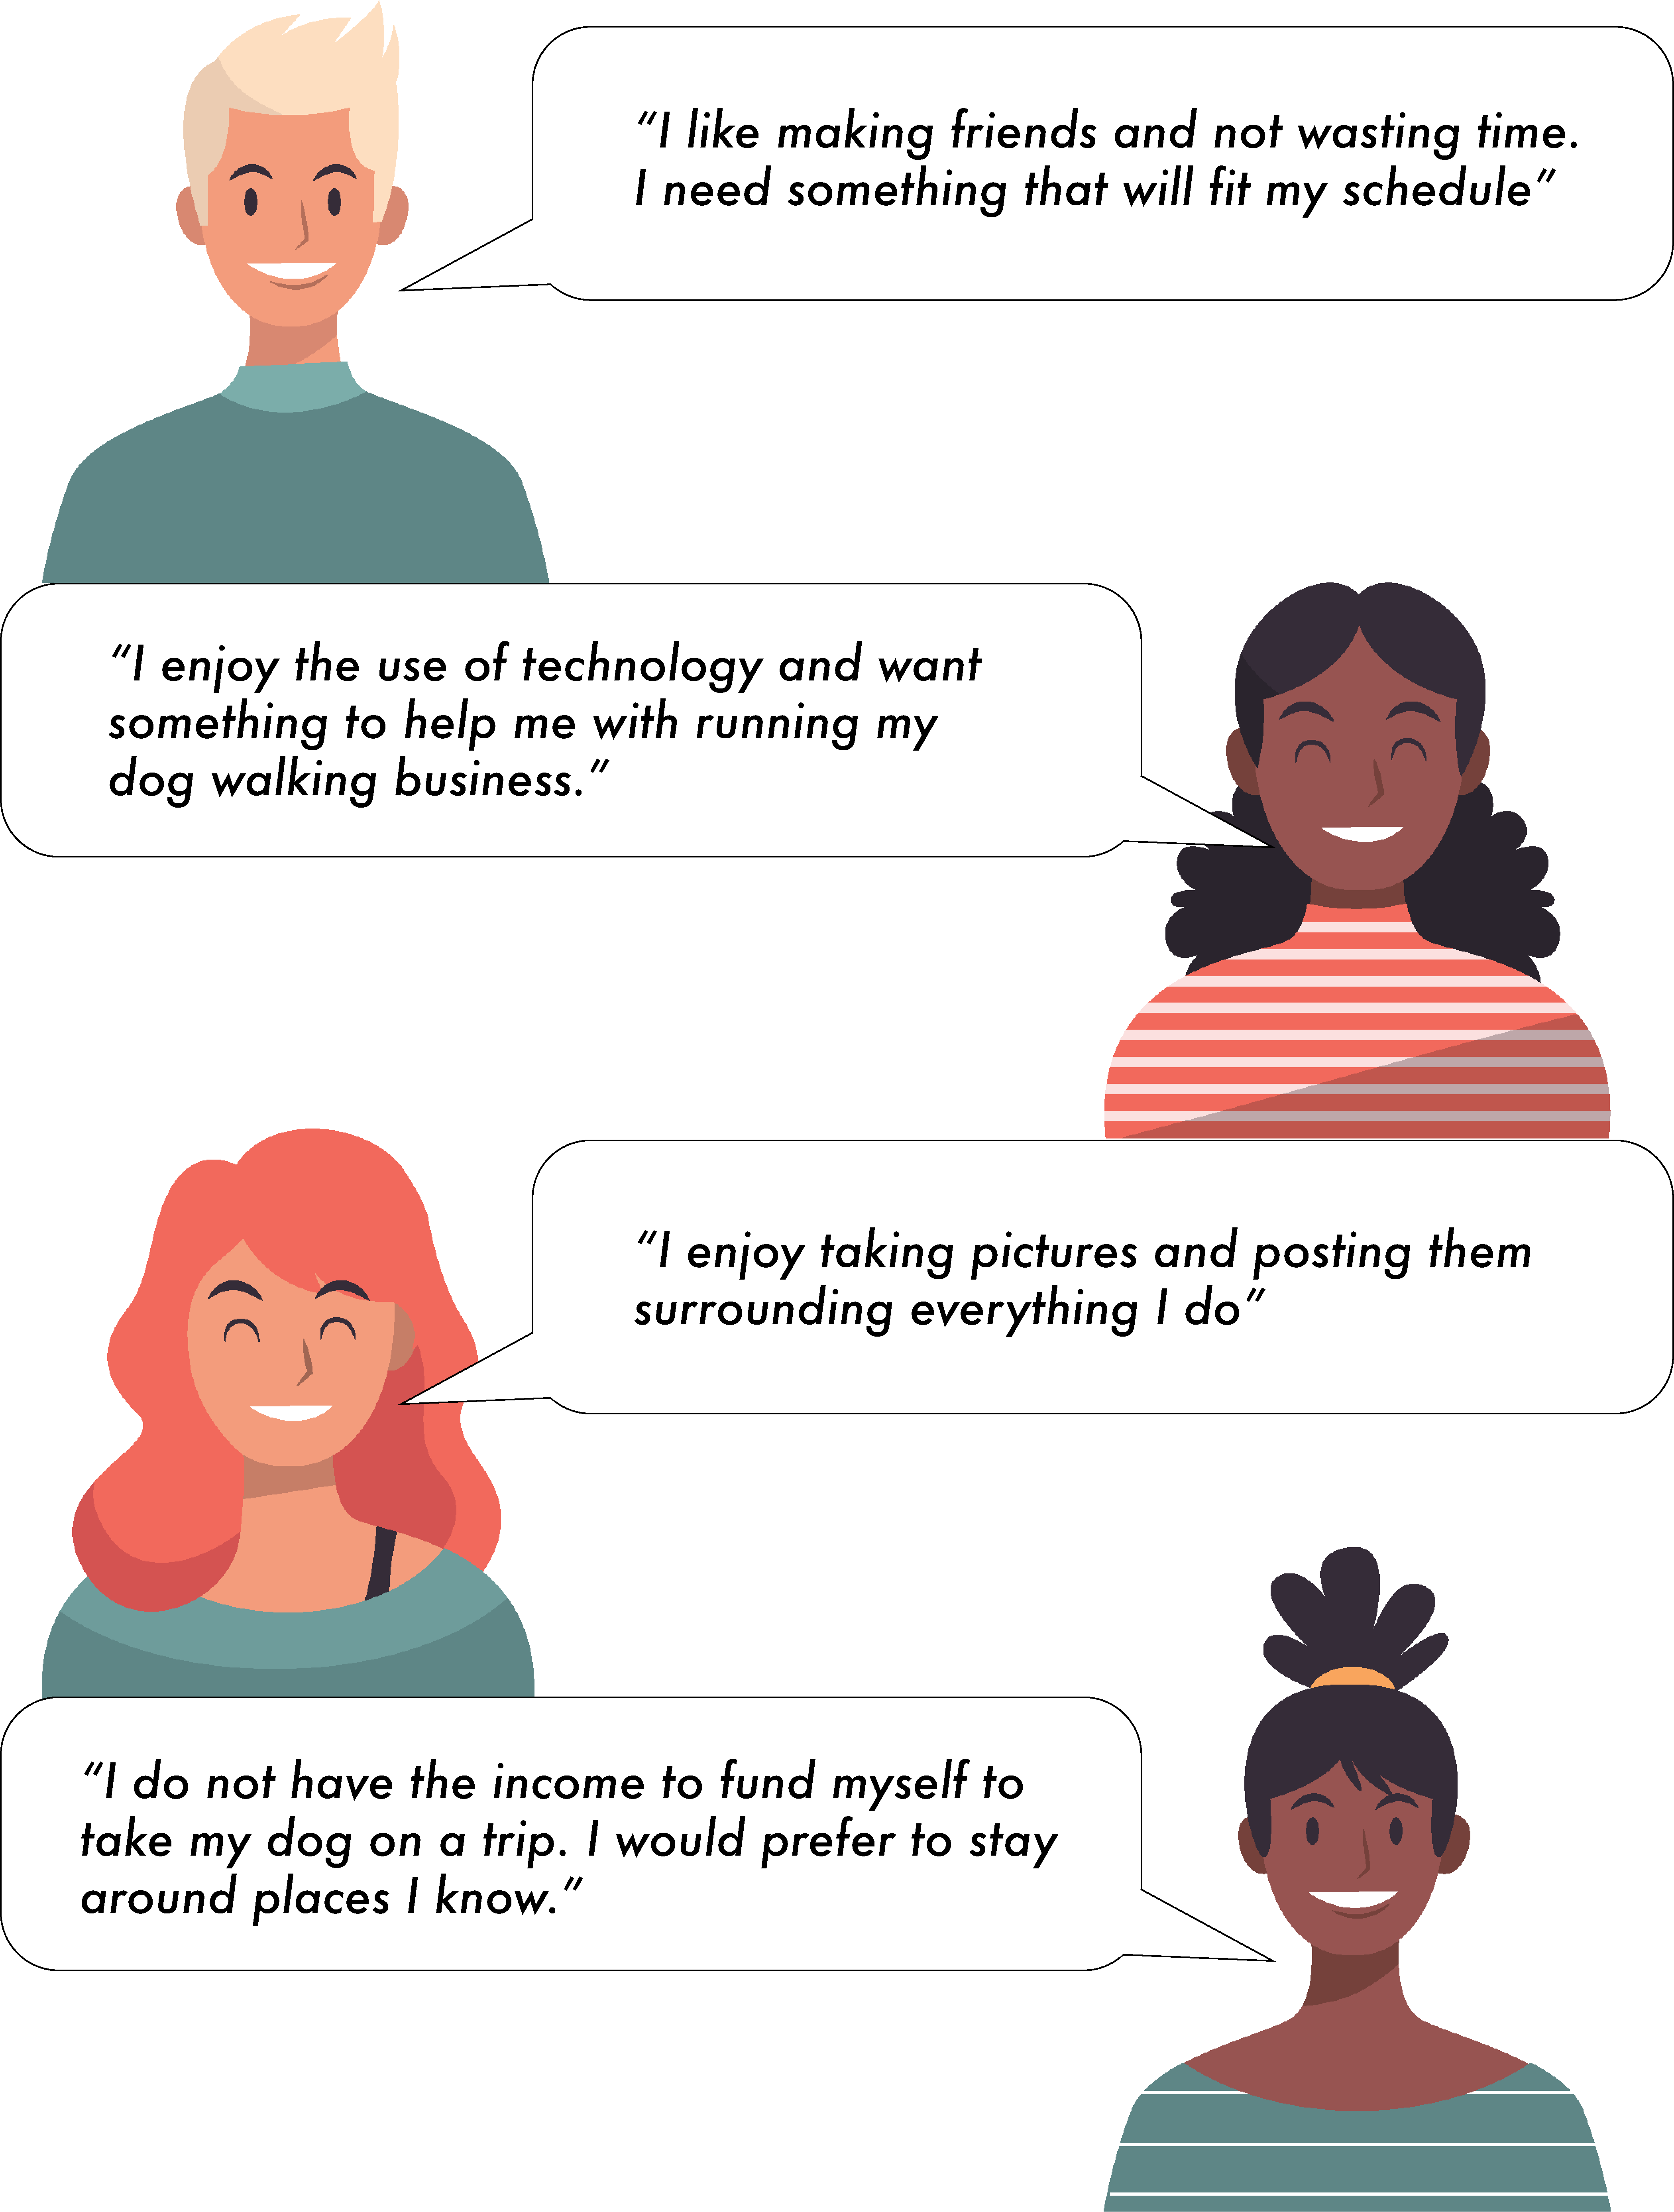 “I like making friends and not wasting time.
I need something that will fit my schedule”
“I enjoy the use of technology and want
something to help me with running my
dog walking business.”
“I enjoy taking pictures and posting them
surrounding everything I do”
“I do not have the income to fund myself to
take my dog on a trip. I would prefer to stay
around places I know.”